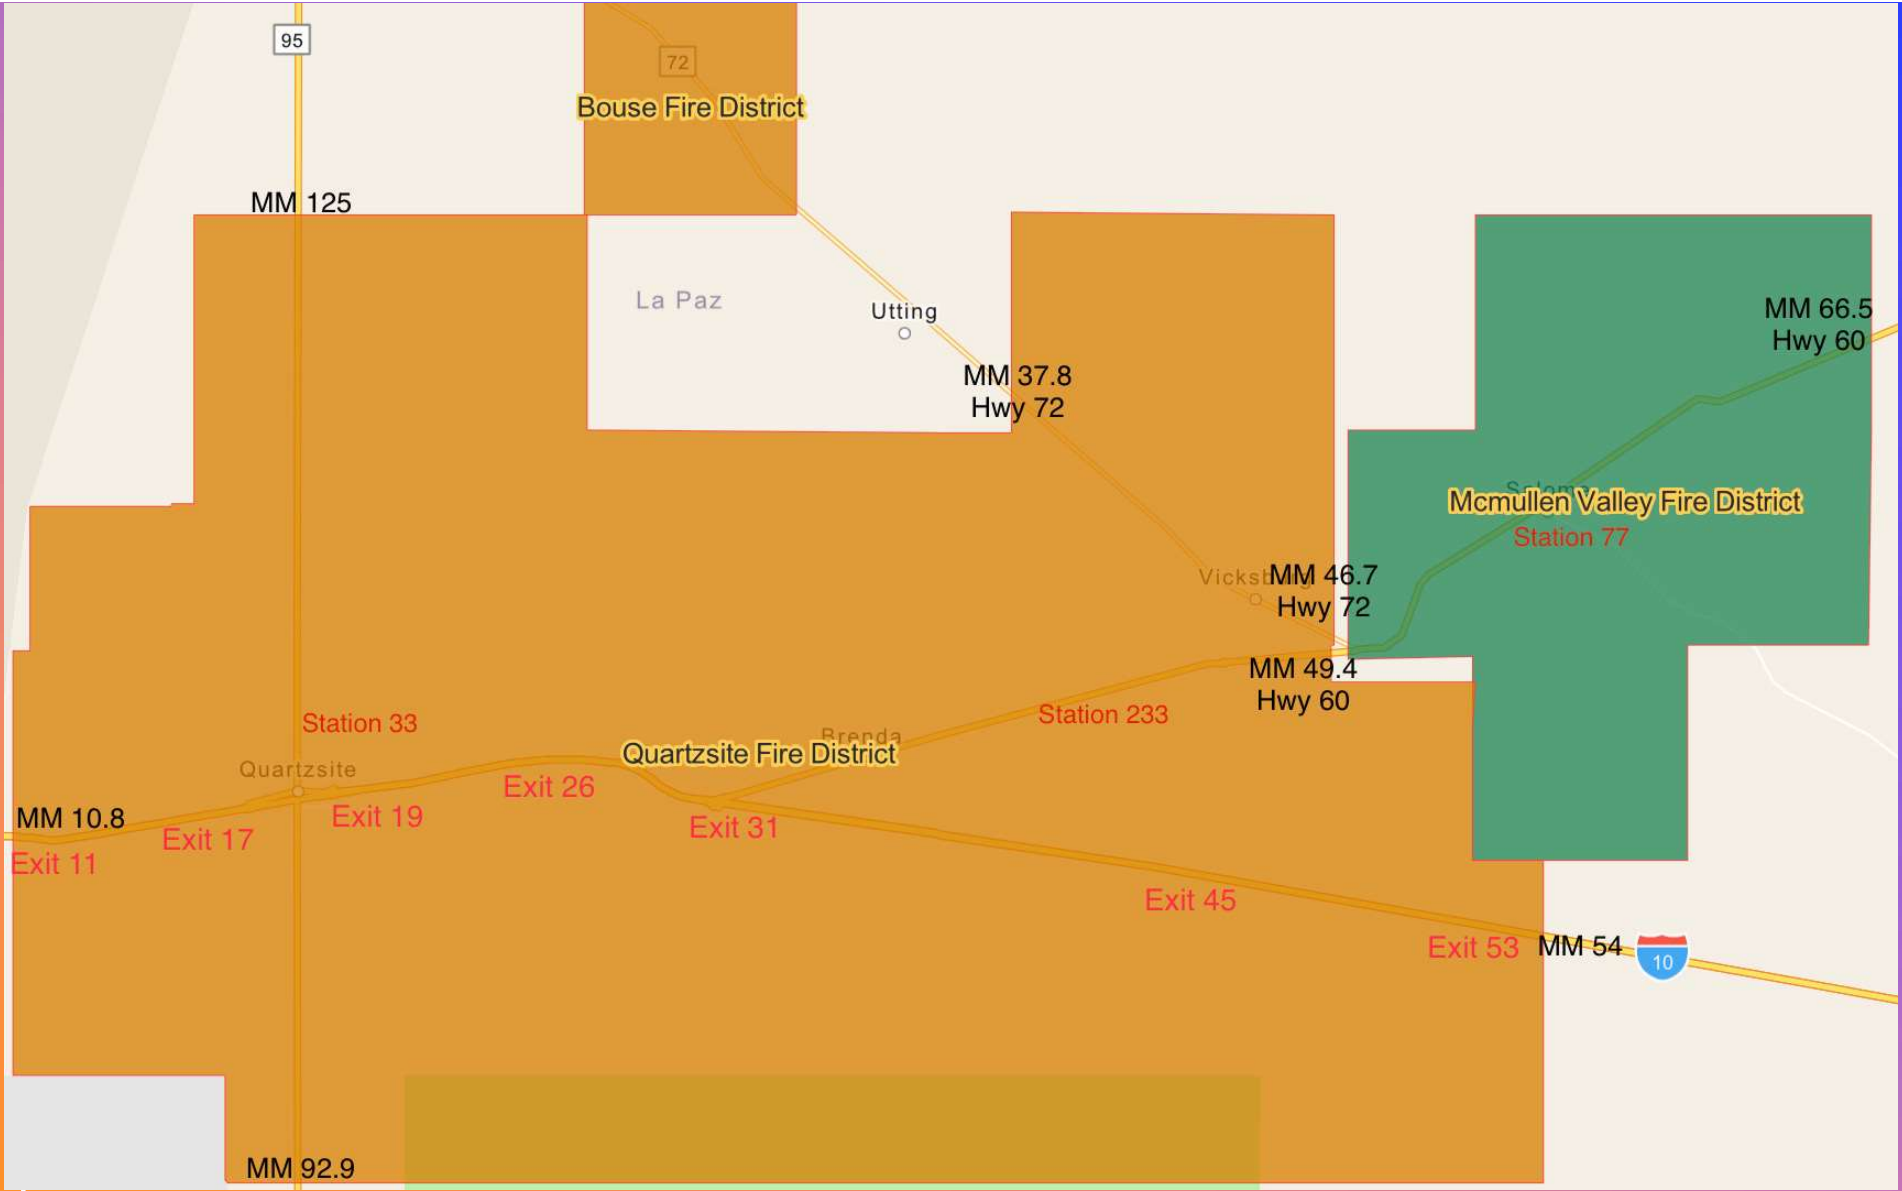 95
72
Bouse Fire District
MM 125
La Paz
Utting
MM 66.5
Hwy 60
MM 37.8
Hwy 72
Salome
Mcmullen Valley Fire District
Station 77
Vicksburg
MM 46.7
Hwy 72
MM 49.4
Hwy 60
Station 33
Station 233
Brenda
Quartzsite Fire District
Quartzsite
Exit 26
MM 10.8
Exit 19
Exit 17
Exit 31
Exit 11
Exit 45
Exit 53
MM 54
10
MM 92.9